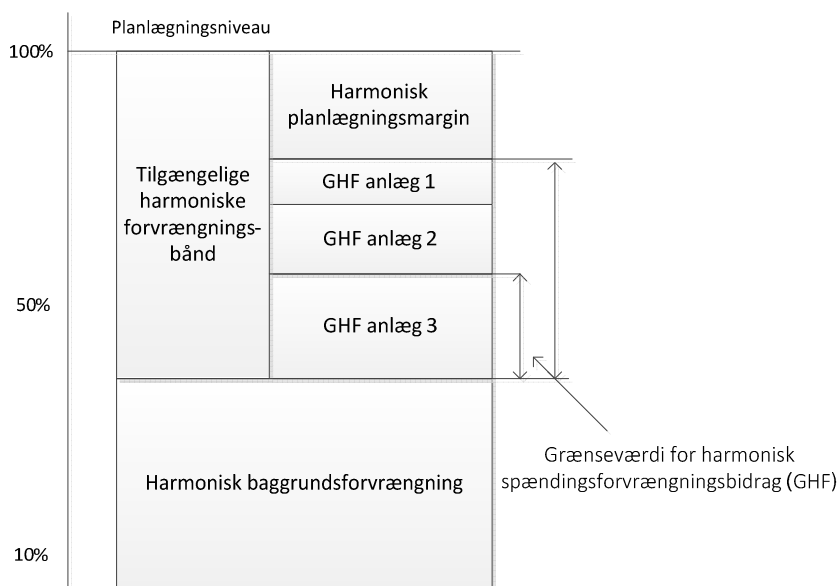 Planlægningsniveau
100%
Harmonisk
planlægningsmargin
Tilgængelige
harmoniske
forvrængnings-
bånd
GHF anlæg 1
GHF anlæg 2
50%
GHF anlæg 3
Grænseværdi for harmonisk
spændingsforvrængningsbidrag (GHF)
Harmonisk baggrundsforvrængning
10%